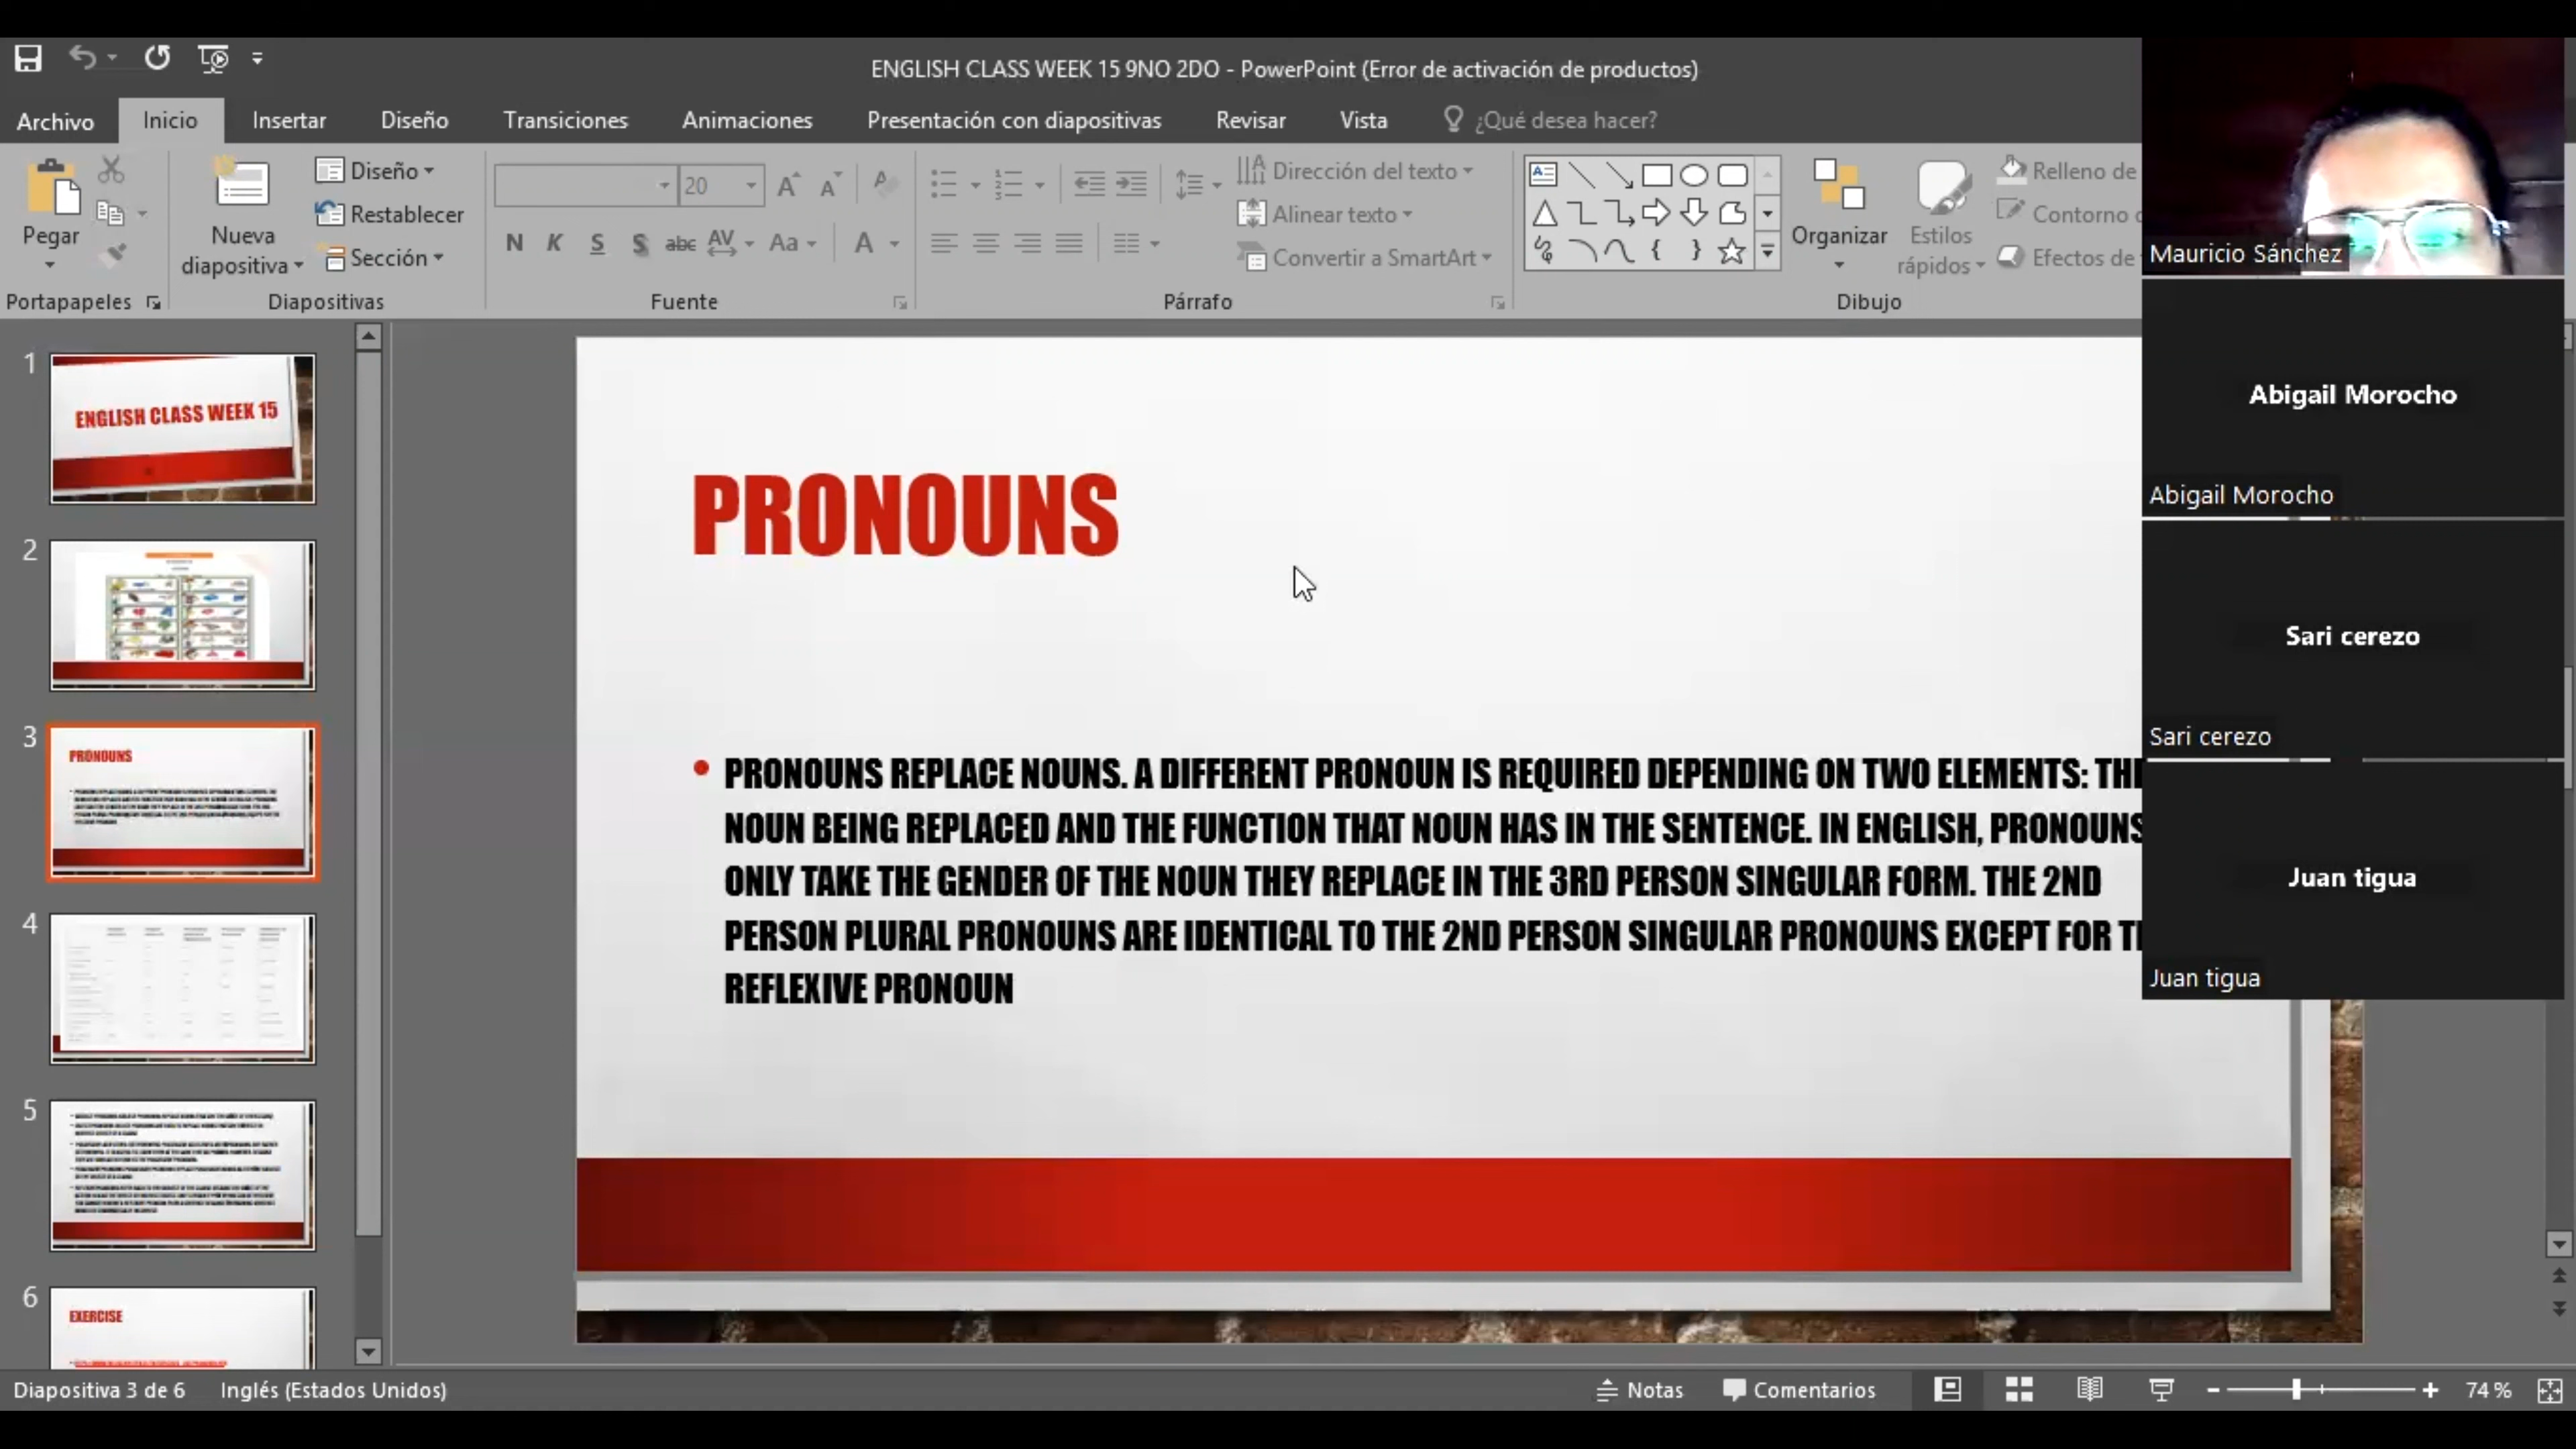 ENGLISH CLASS WEEK 15 9NO 2DO - PowerPoint (Error de activación de productos)
Archivo Inicio Insertar Diseño Transiciones Animaciones Presentación con diapositivas Revisar Vista ¿Qué desea hacer?
Pegar
Portapapeles
Nueva diapositiva
Diseño
Restablecer
Sección
Diapositivas
20
N K S S abc AV Aa A
Fuente
Dirección del texto
Alinear texto
Convertir a SmartArt
Párrafo
Organizar
Estilos rápidos
Relleno de
Contorno
Efectos de
Dibujo
Mauricio Sánchez
Abigail Morocho
Abigail Morocho
Sari cerezo
Sari cerezo
Juan tigua
Juan tigua
1
ENGLISH CLASS WEEK 15
2
3
PRONOUNS
4
5
6
EXERCISE
PRONOUNS
• PRONOUNS REPLACE NOUNS. A DIFFERENT PRONOUN IS REQUIRED DEPENDING ON TWO ELEMENTS: THE
NOUN BEING REPLACED AND THE FUNCTION THAT NOUN HAS IN THE SENTENCE. IN ENGLISH, PRONOUNS
ONLY TAKE THE GENDER OF THE NOUN THEY REPLACE IN THE 3RD PERSON SINGULAR FORM. THE 2ND
PERSON PLURAL PRONOUNS ARE IDENTICAL TO THE 2ND PERSON SINGULAR PRONOUNS EXCEPT FOR
REFLEXIVE PRONOUN
Diapositiva 3 de 6 Inglés (Estados Unidos) Notas Comentarios 74 %